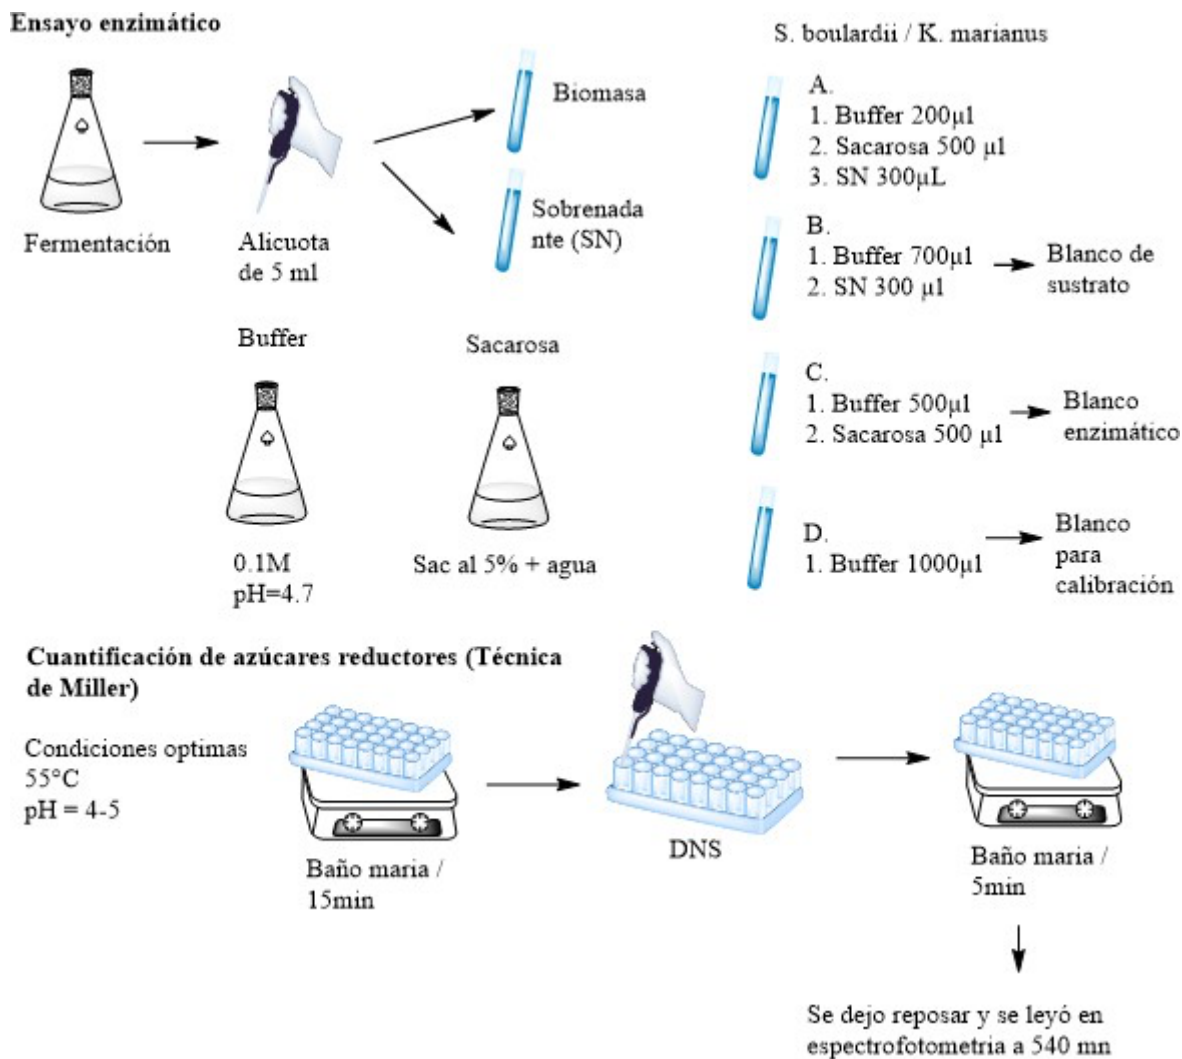 Ensayo enzimático
Fermentación
Alicuota
de 5 ml
Biomasa
Sobrenada
nte (SN)
Buffer
0.1M
pH=4.7
Sacarosa
Sac al 5% + agua
S. boulardii / K. marianus
A.
1. Buffer 200µl
2. Sacarosa 500 µl
3. SN 300µL
B.
1. Buffer 700µl
2. SN 300 µl
Blanco de
sustrato
C.
1. Buffer 500µl
2. Sacarosa 500 µl
Blanco
enzimático
D.
1. Buffer 1000µl
Blanco
para
calibración
Cuantificación de azúcares reductores (Técnica
de Miller)
Condiciones optimas
55°C
pH = 4-5
Baño maria /
15min
DNS
Baño maria /
5min
Se dejo reposar y se leyó en
espectrofotometria a 540 mn